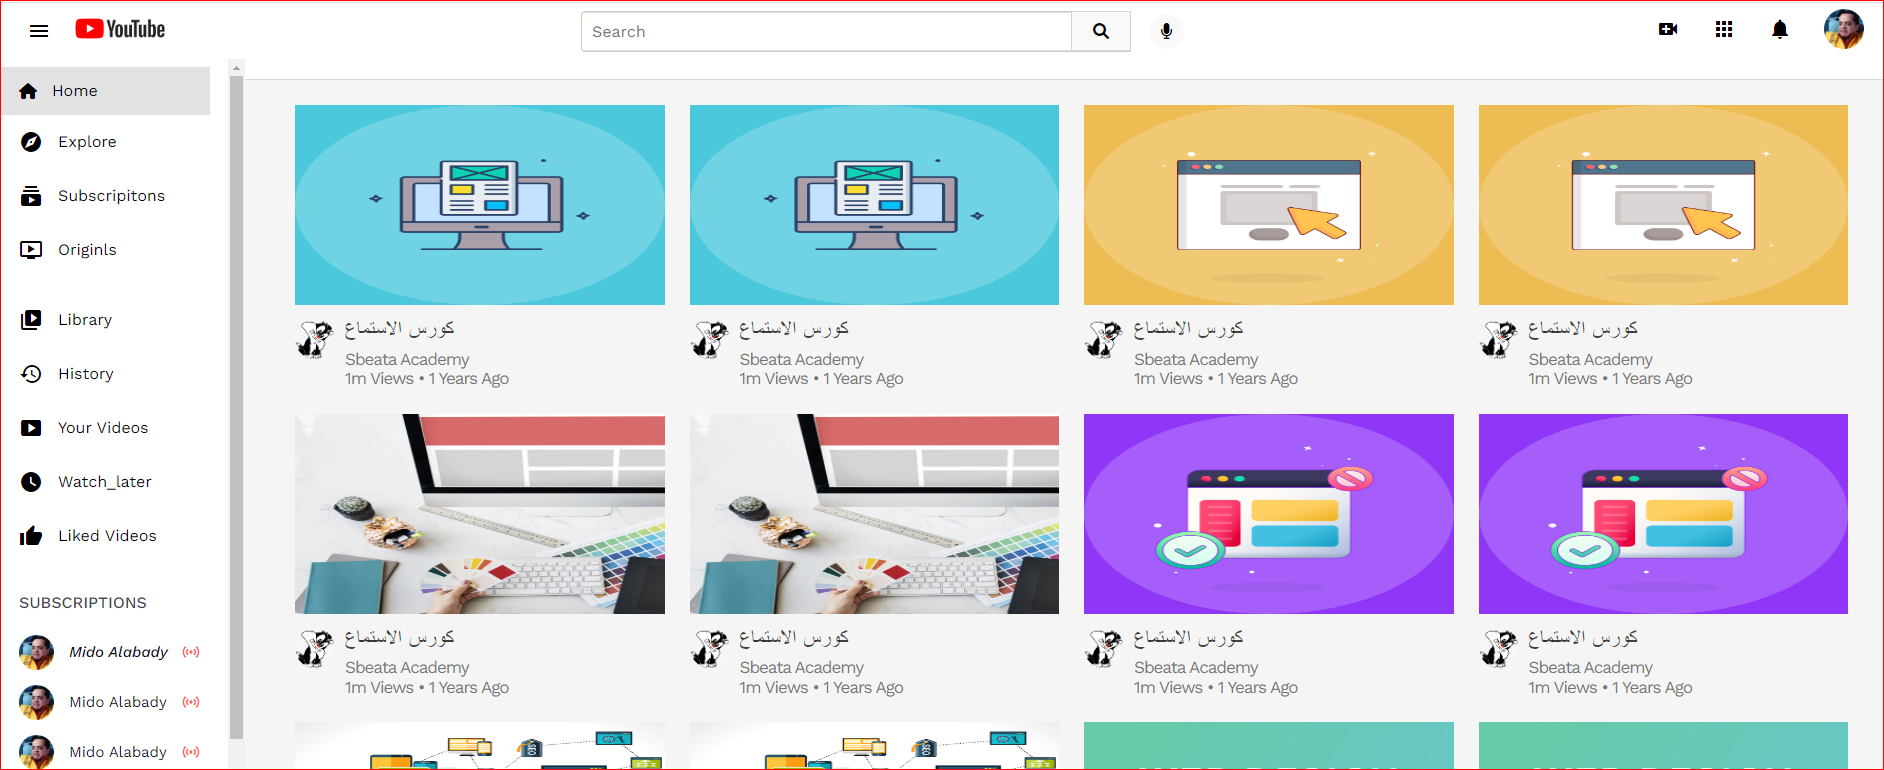 YouTube
Search
Home
Explore
Subscripitons
Originls
Library
History
Your Videos
Watch_later
Liked Videos
SUBSCRIPTIONS
Mido Alabady
Mido Alabady
Mido Alabady
كورس الاستماع
Sbeata Academy
1m Views • 1 Years Ago
كورس الاستماع
Sbeata Academy
1m Views • 1 Years Ago
كورس الاستماع
Sbeata Academy
1m Views • 1 Years Ago
كورس الاستماع
Sbeata Academy
1m Views • 1 Years Ago
كورس الاستماع
Sbeata Academy
1m Views • 1 Years Ago
كورس الاستماع
Sbeata Academy
1m Views • 1 Years Ago
كورس الاستماع
Sbeata Academy
1m Views • 1 Years Ago
كورس الاستماع
Sbeata Academy
1m Views • 1 Years Ago